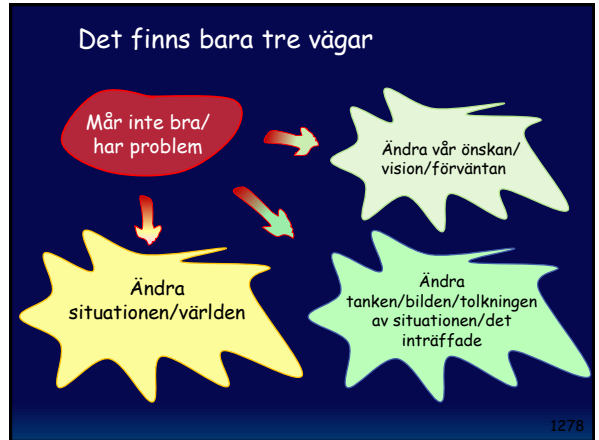 Det finns bara tre vägar
Mår inte bra/
har problem
Ändra vår önskan/
vision/förväntan
Ändra
situationen/världen
Ändra
tanken/bilden/tolkningen
av situationen/det
inträffade
1278